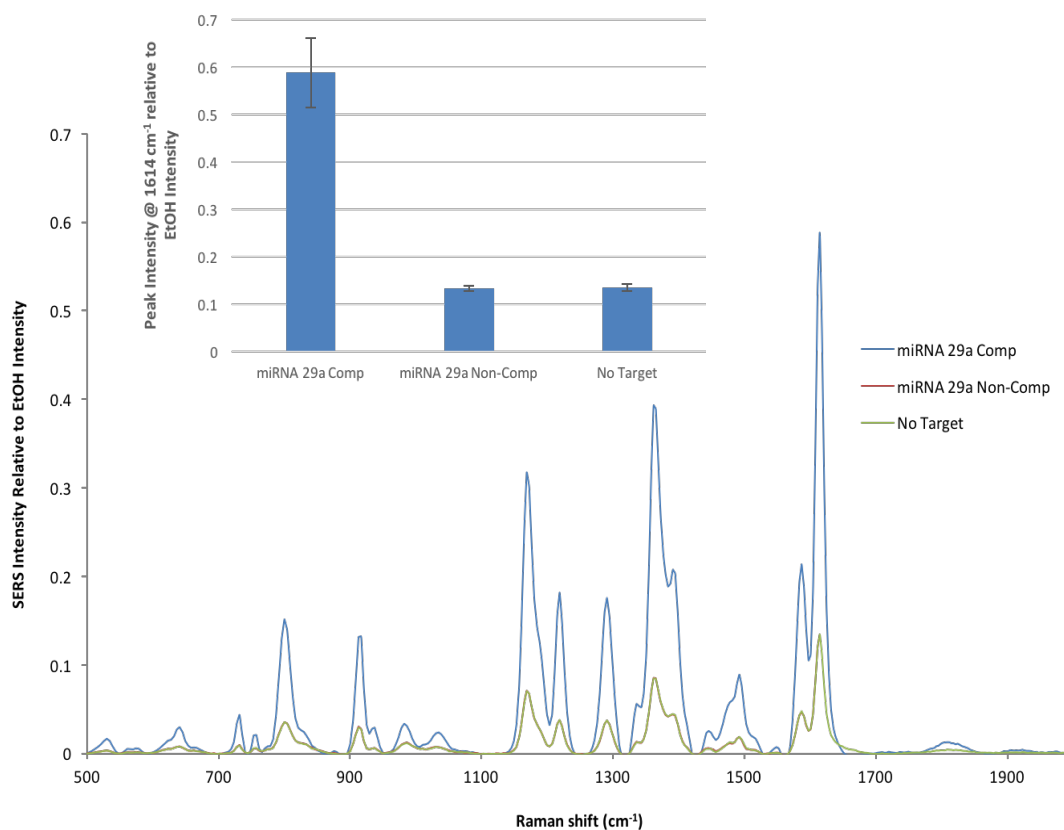 0.7
0.6
0.5
0.4
0.3
0.2
0.1
0
Peak Intensity @ 1614 cm⁻¹ relative to
EtOH Intensity
miRNA 29a Comp miRNA 29a Non-Comp No Target
0.7
0.6
0.5
0.4
0.3
0.2
0.1
0
SERS Intensity Relative to EtOH Intensity
miRNA 29a Comp
miRNA 29a Non-Comp
No Target
500 700 900 1100 1300 1500 1700 1900
Raman shift (cm⁻¹)